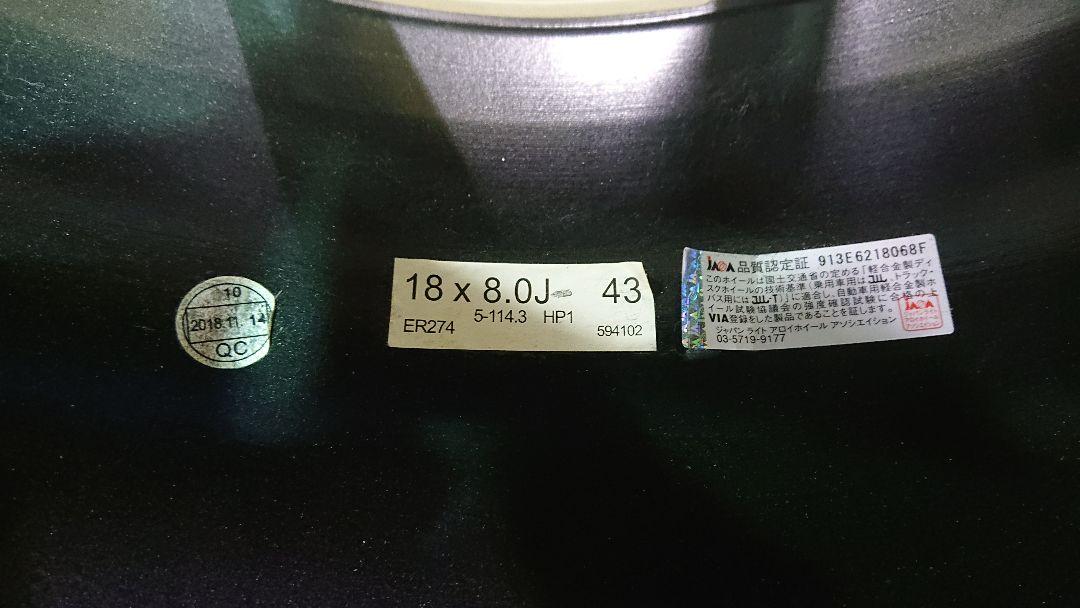 10
2018.11.14
QC
18 x 8.0J 43
5-114.3 HP1
ER274 594102
JAWA 品質認定証 913E6218068F
このホイールは国土交通省の定める「軽合金製ディ
スクホイールの技術基準(乗用車用はJWL、トラック・
バス用にはJWL-T)」に適合し、自動車用軽合金製ホ
イール試験協議会の強度確認試験に合格の上
VIA登録をした製品であることを証します。
ジャパン ライト アロイホイール アソシエイション
03-5719-9177
JAWA